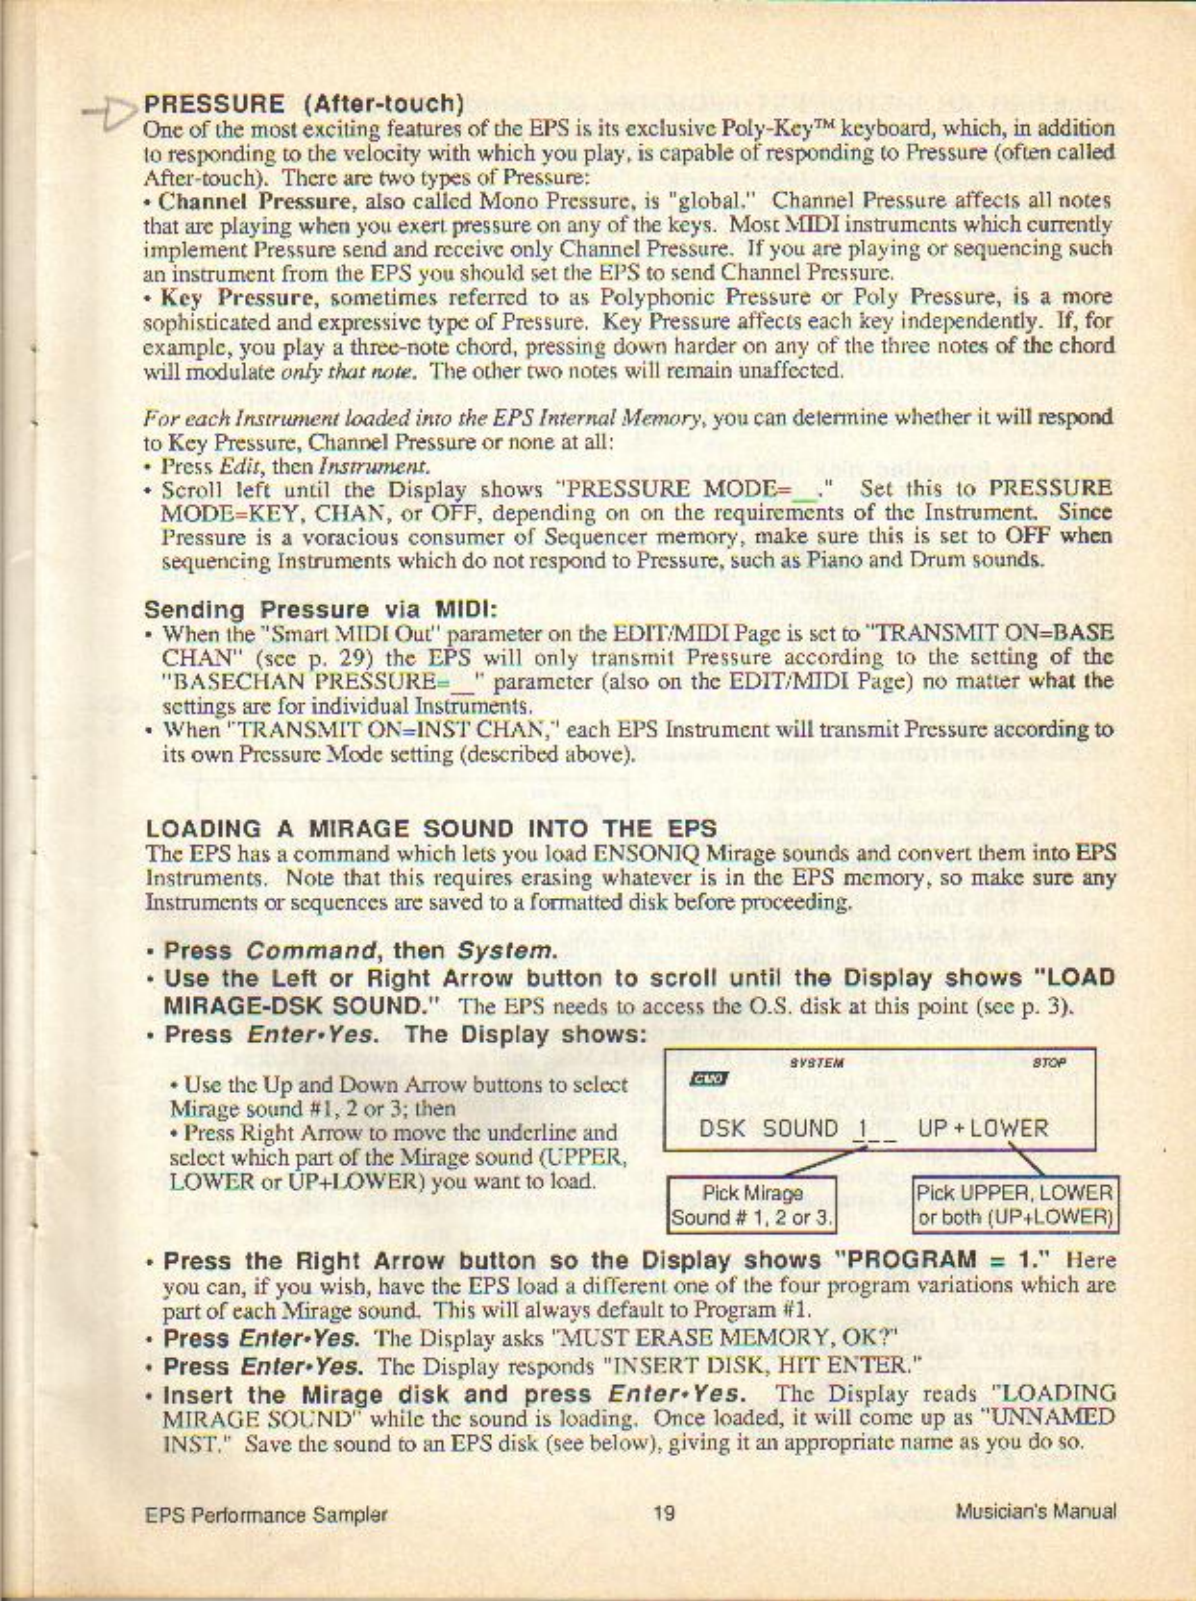 PRESSURE (After-touch)
One of the most exciting features of the EPS is its exclusive Poly-Key™ keyboard, which, in addition
to responding to the velocity with which you play, is capable of responding to Pressure (often called
After-touch). There are two types of Pressure:
• Channel Pressure, also called Mono Pressure, is "global." Channel Pressure affects all notes
that are playing when you exert pressure on any of the keys. Most MIDI instruments which currently
implement Pressure send and receive only Channel Pressure. If you are playing or sequencing such
an instrument from the EPS you should set the EPS to send Channel Pressure.
• Key Pressure, sometimes referred to as Polyphonic Pressure or Poly Pressure, is a more
sophisticated and expressive type of Pressure. Key Pressure affects each key independently. If, for
example, you play a three-note chord, pressing down harder on any of the three notes of the chord
will modulate only that note. The other two notes will remain unaffected.
For each Instrument loaded into the EPS Internal Memory, you can determine whether it will respond
to Key Pressure, Channel Pressure or none at all:
• Press Edit, then Instrument.
• Scroll left until the Display shows "PRESSURE MODE=__." Set this to PRESSURE
MODE=KEY, CHAN, or OFF, depending on on the requirements of the Instrument. Since
Pressure is a voracious consumer of Sequencer memory, make sure this is set to OFF when
sequencing Instruments which do not respond to Pressure, such as Piano and Drum sounds.
Sending Pressure via MIDI:
• When the "Smart MIDI Out" parameter on the EDIT/MIDI Page is set to "TRANSMIT ON=BASE
CHAN" (see p. 29) the EPS will only transmit Pressure according to the setting of the
"BASECHAN PRESSURE=__" parameter (also on the EDIT/MIDI Page) no matter what the
settings are for individual Instruments.
• When "TRANSMIT ON=INST CHAN," each EPS Instrument will transmit Pressure according to
its own Pressure Mode setting (described above).
LOADING A MIRAGE SOUND INTO THE EPS
The EPS has a command which lets you load ENSONIQ Mirage sounds and convert them into EPS
Instruments. Note that this requires erasing whatever is in the EPS memory, so make sure any
Instruments or sequences are saved to a formatted disk before proceeding.
• Press Command, then System.
• Use the Left or Right Arrow button to scroll until the Display shows "LOAD
MIRAGE-DSK SOUND." The EPS needs to access the O.S. disk at this point (see p. 3).
• Press Enter•Yes. The Display shows:
• Use the Up and Down Arrow buttons to select
Mirage sound #1, 2 or 3; then
• Press Right Arrow to move the underline and
select which part of the Mirage sound (UPPER,
LOWER or UP+LOWER) you want to load.
SYSTEM STOP
CMD
DSK SOUND 1__ UP+LOWER
Pick Mirage
Sound # 1, 2 or 3.
Pick UPPER, LOWER
or both (UP+LOWER)
• Press the Right Arrow button so the Display shows "PROGRAM = 1." Here
you can, if you wish, have the EPS load a different one of the four program variations which are
part of each Mirage sound. This will always default to Program #1.
• Press Enter•Yes. The Display asks "MUST ERASE MEMORY, OK?"
• Press Enter•Yes. The Display responds "INSERT DISK, HIT ENTER."
• Insert the Mirage disk and press Enter•Yes. The Display reads "LOADING
MIRAGE SOUND" while the sound is loading. Once loaded, it will come up as "UNNAMED
INST." Save the sound to an EPS disk (see below), giving it an appropriate name as you do so.
EPS Performance Sampler 19 Musician's Manual